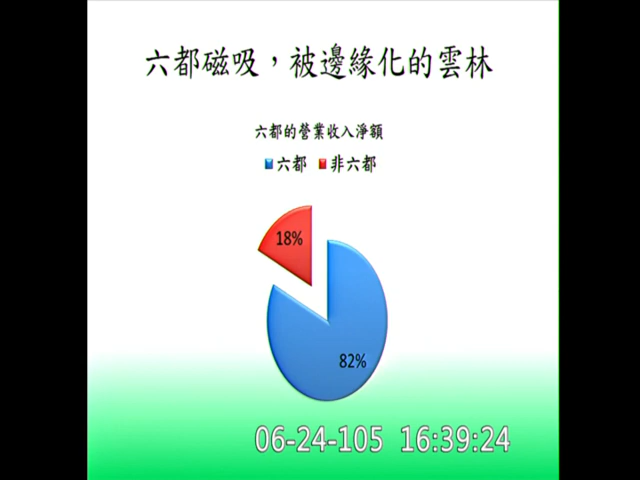 六都磁吸，被邊緣化的雲林
六都的營業收入淨額
六都 非六都
18%
82%
06-24-105 16:39:24